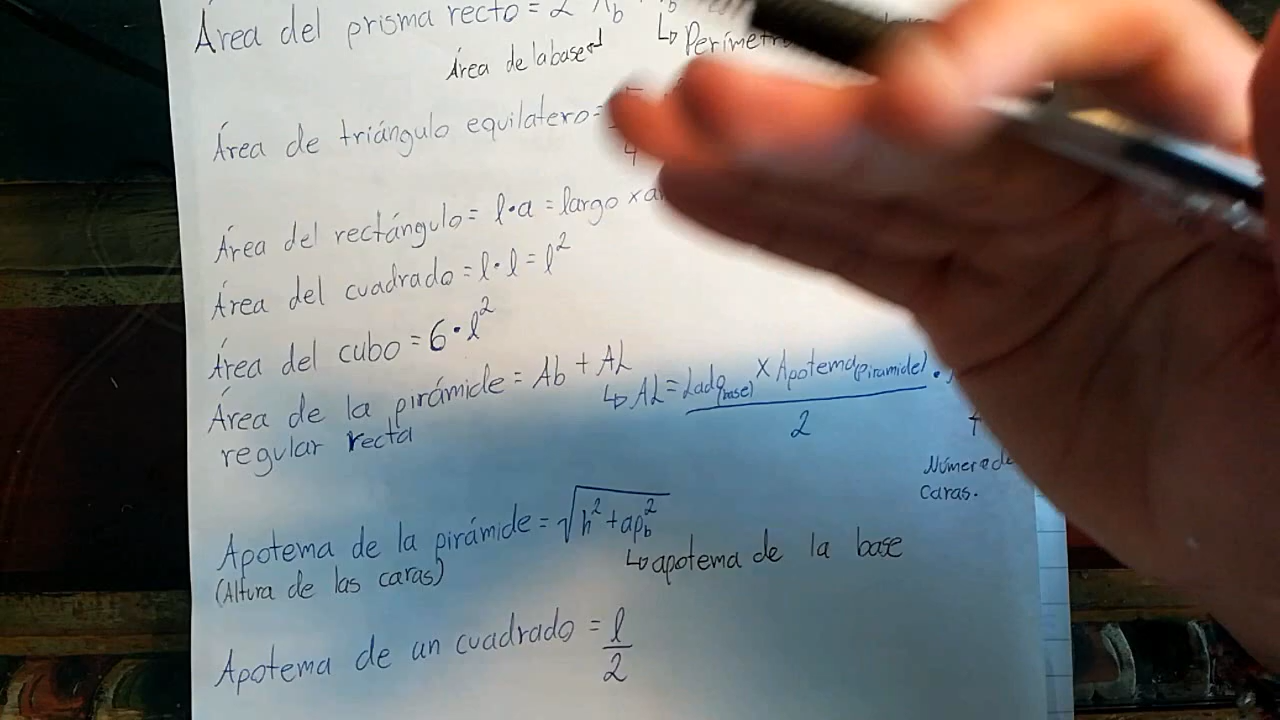 Área del prisma recto = 2
Área de la base
↳ Perímetro
Área de triángulo equilatero =
4
Área del rectángulo = l·a = largo x
Área del cuadrado = l·l = l²
Área del cubo = 6·l²
Área de la pirámide = Ab + AL
regular recta
↳ AL = Lado(base) x Apotema(piramide) ·
2
Número de
caras.
Apotema de la pirámide = √h² + apb²
(Altura de las caras)
↳ apotema de la base
Apotema de un cuadrado = l
2